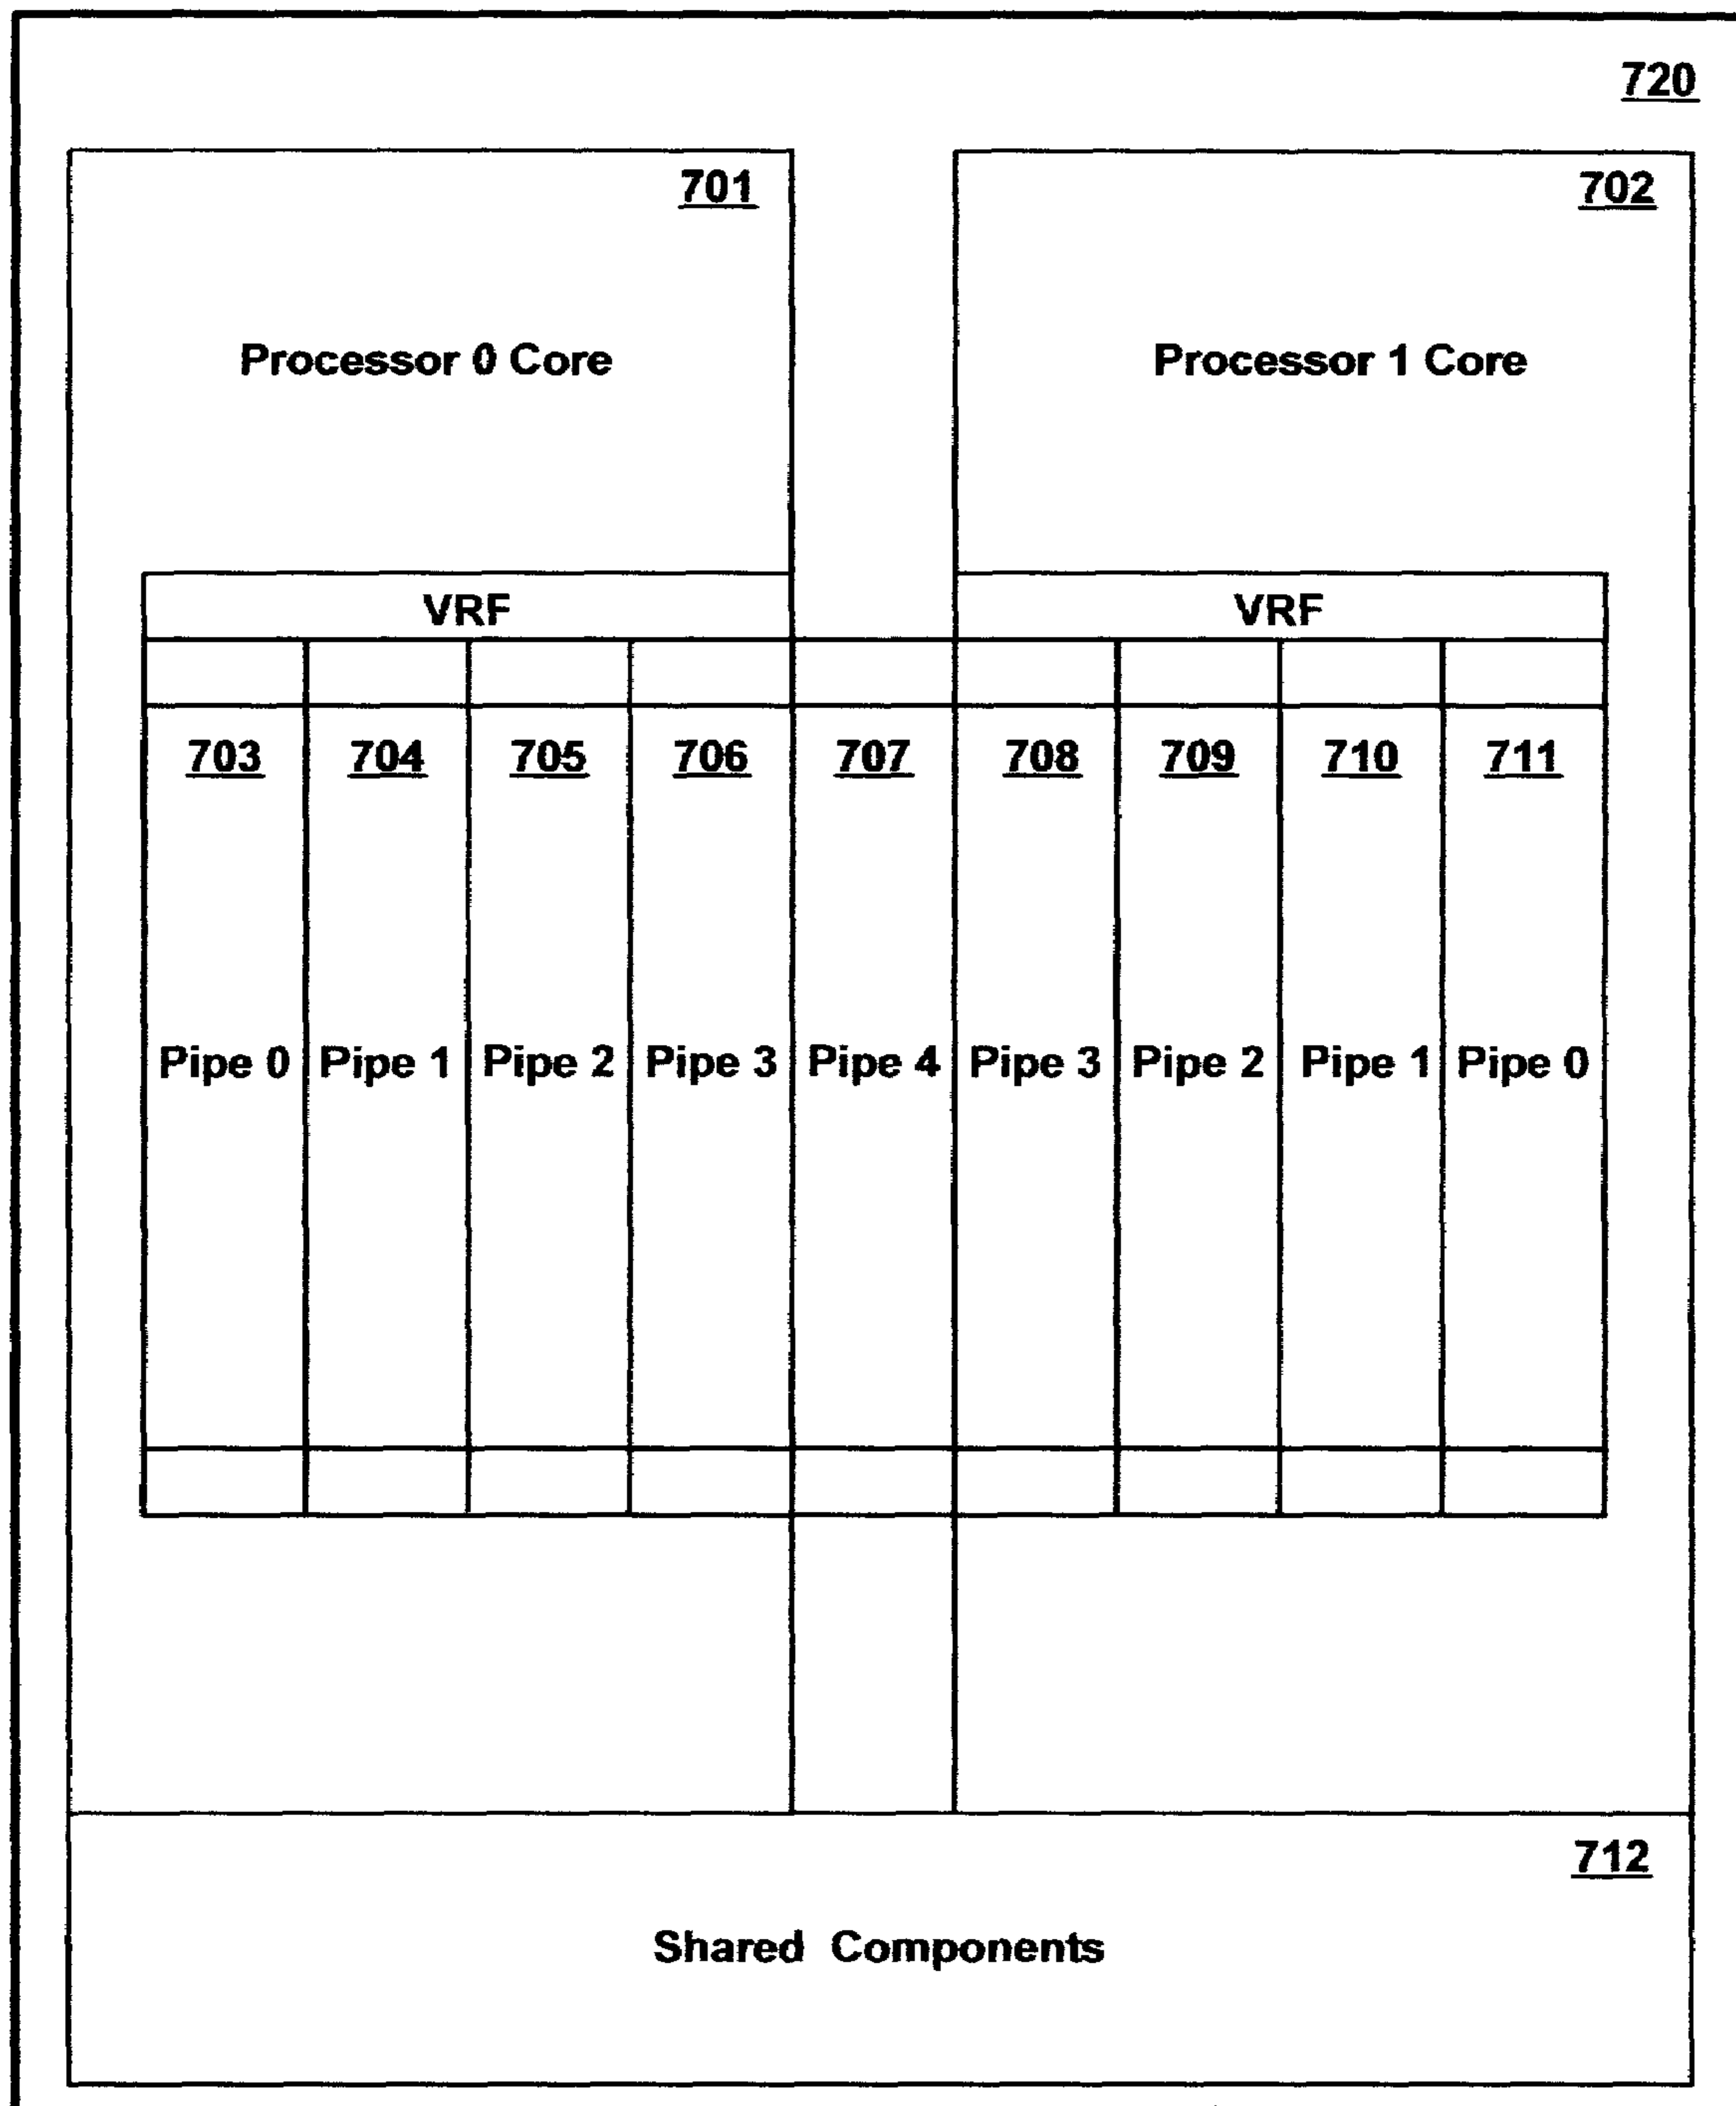 720
701
702
Processor 0 Core
Processor 1 Core
VRF
VRF
703 704 705 706 707 708 709 710 711
Pipe 0 Pipe 1 Pipe 2 Pipe 3 Pipe 4 Pipe 3 Pipe 2 Pipe 1 Pipe 0
712
Shared Components